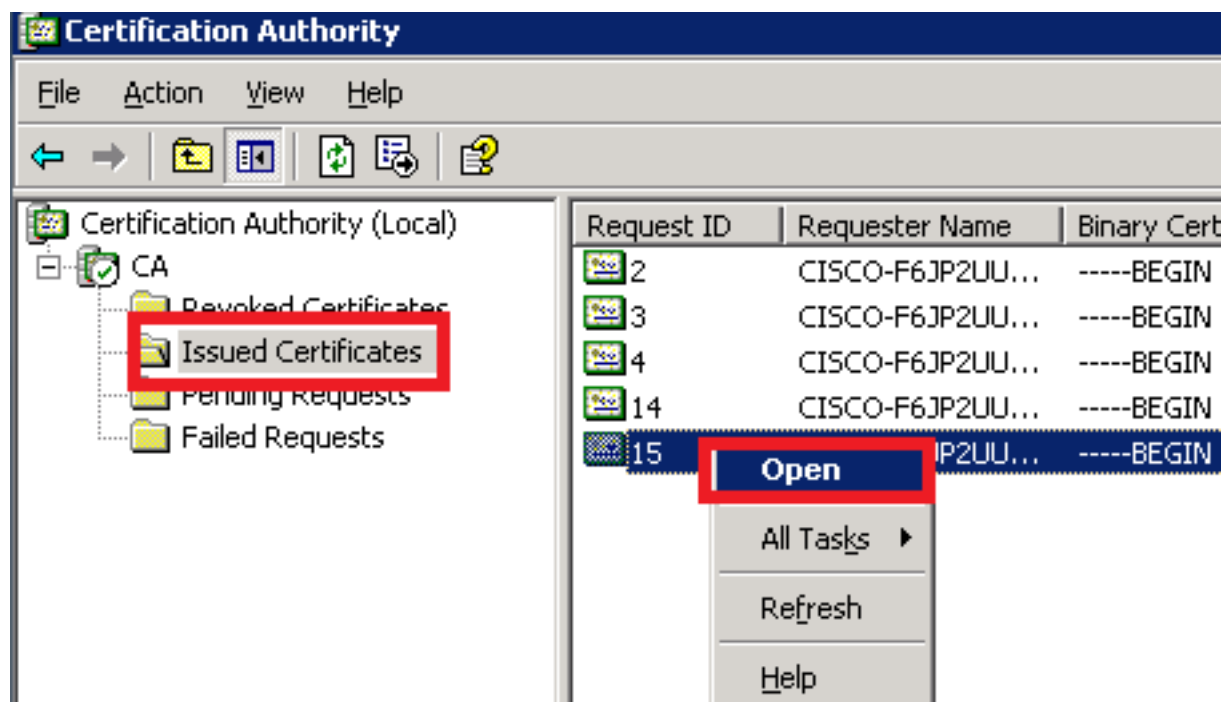 Certification Authority
File Action View Help
Certification Authority (Local)
CA
Revoked Certificates
Issued Certificates
Pending Requests
Failed Requests
Request ID Requester Name Binary Cert
2 CISCO-F6JP2UU... -----BEGIN
3 CISCO-F6JP2UU... -----BEGIN
4 CISCO-F6JP2UU... -----BEGIN
14 CISCO-F6JP2UU... -----BEGIN
15 JP2UU... -----BEGIN
Open
All Tasks
Refresh
Help